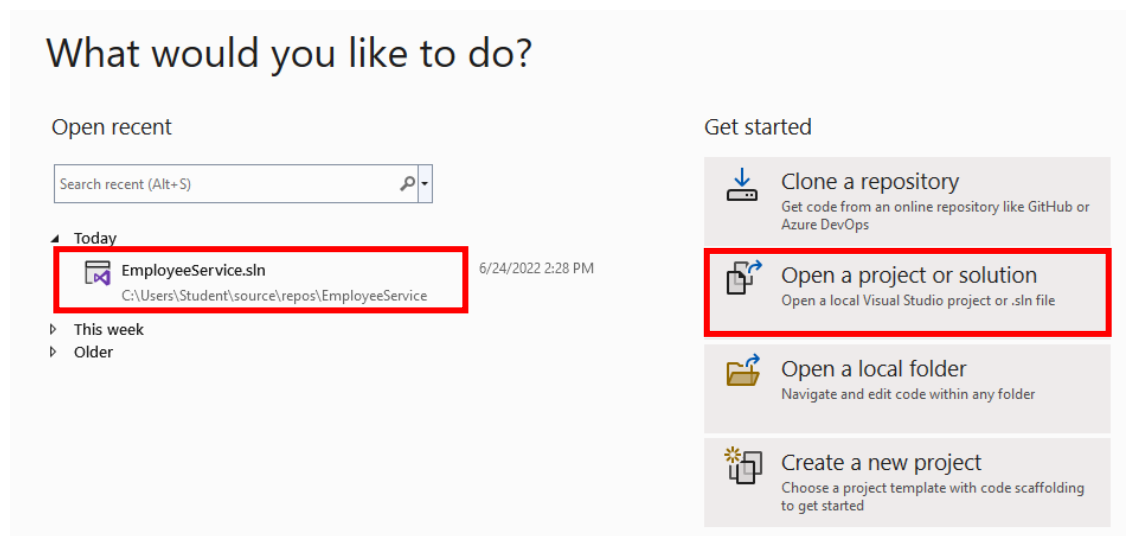 What would you like to do?
Open recent
Search recent (Alt+S)
Today
EmployeeService.sln
6/24/2022 2:28 PM
C:\Users\Student\source\repos\EmployeeService
This week
Older
Get started
Clone a repository
Get code from an online repository like GitHub or
Azure DevOps
Open a project or solution
Open a local Visual Studio project or .sln file
Open a local folder
Navigate and edit code within any folder
Create a new project
Choose a project template with code scaffolding
to get started